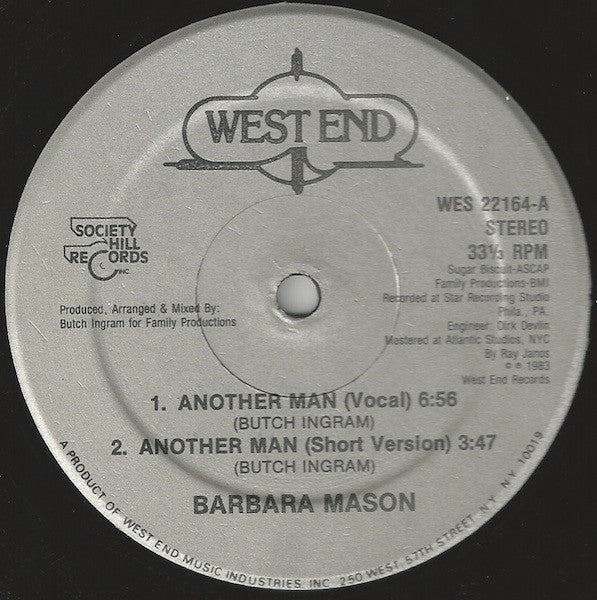 WEST END
WES 22164-A
STEREO
33⅓ RPM
Sugar Biscuit-ASCAP
Family Productions-BMI
Recorded at Star Recording Studio
Phila., PA.
Engineer: Dirk Devlin
Mastered at Atlantic Studios, NYC
By Ray Janos
© ℗ 1983
West End Records
SOCIETY
HILL
RECORDS
INC.
Produced, Arranged & Mixed By:
Butch Ingram for Family Productions
1. ANOTHER MAN (Vocal) 6:56
(BUTCH INGRAM)
2. ANOTHER MAN (Short Version) 3:47
(BUTCH INGRAM)
BARBARA MASON
A PRODUCT OF WEST END MUSIC INDUSTRIES, INC. 250 WEST 57TH STREET, N.Y. N.Y. 10019